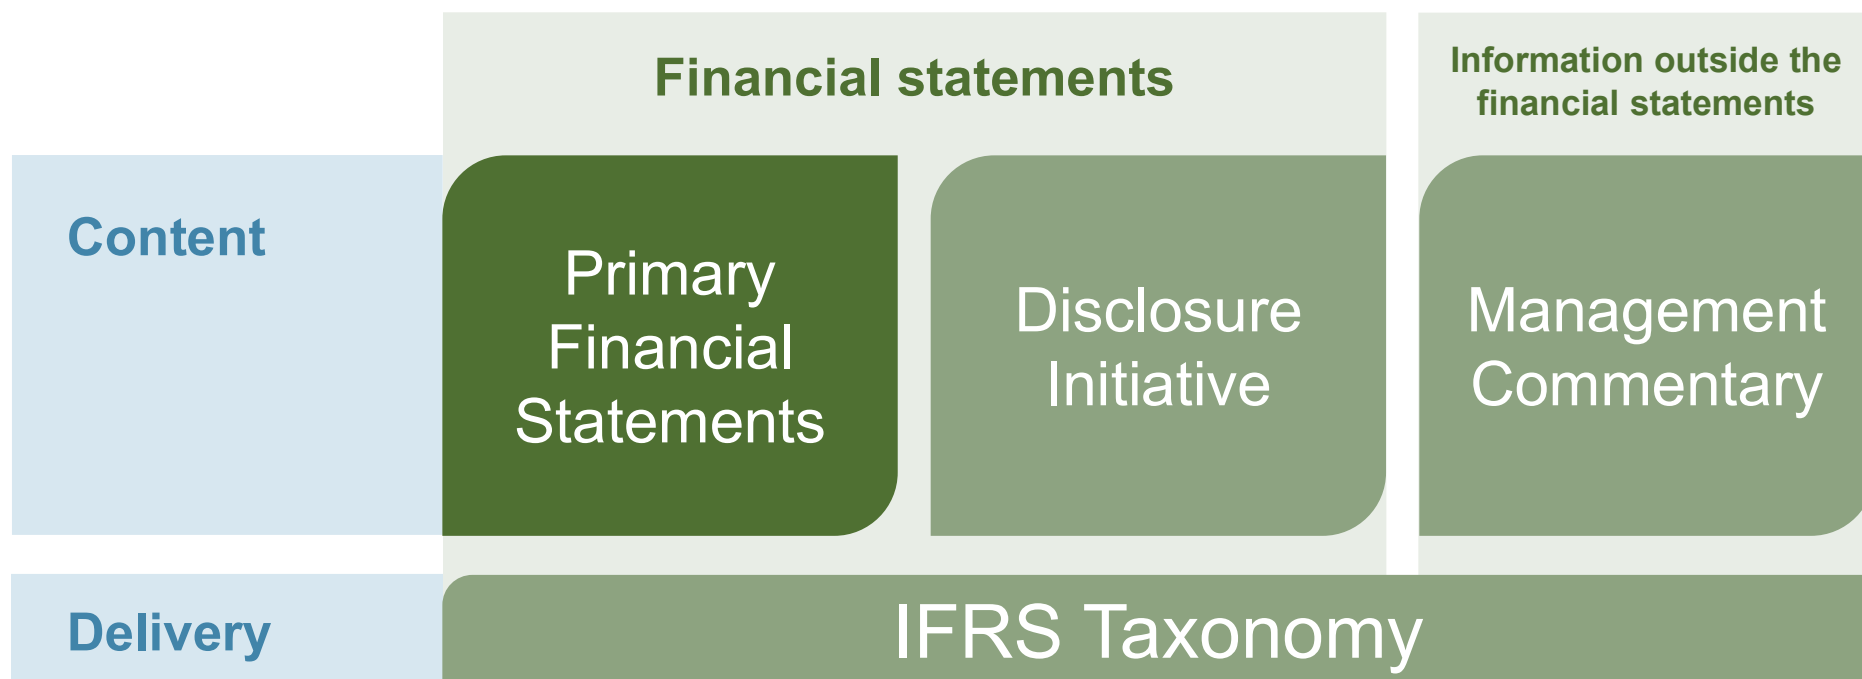 Financial statements
Information outside the
financial statements
Content
Primary
Financial
Statements
Disclosure
Initiative
Management
Commentary
Delivery
IFRS Taxonomy